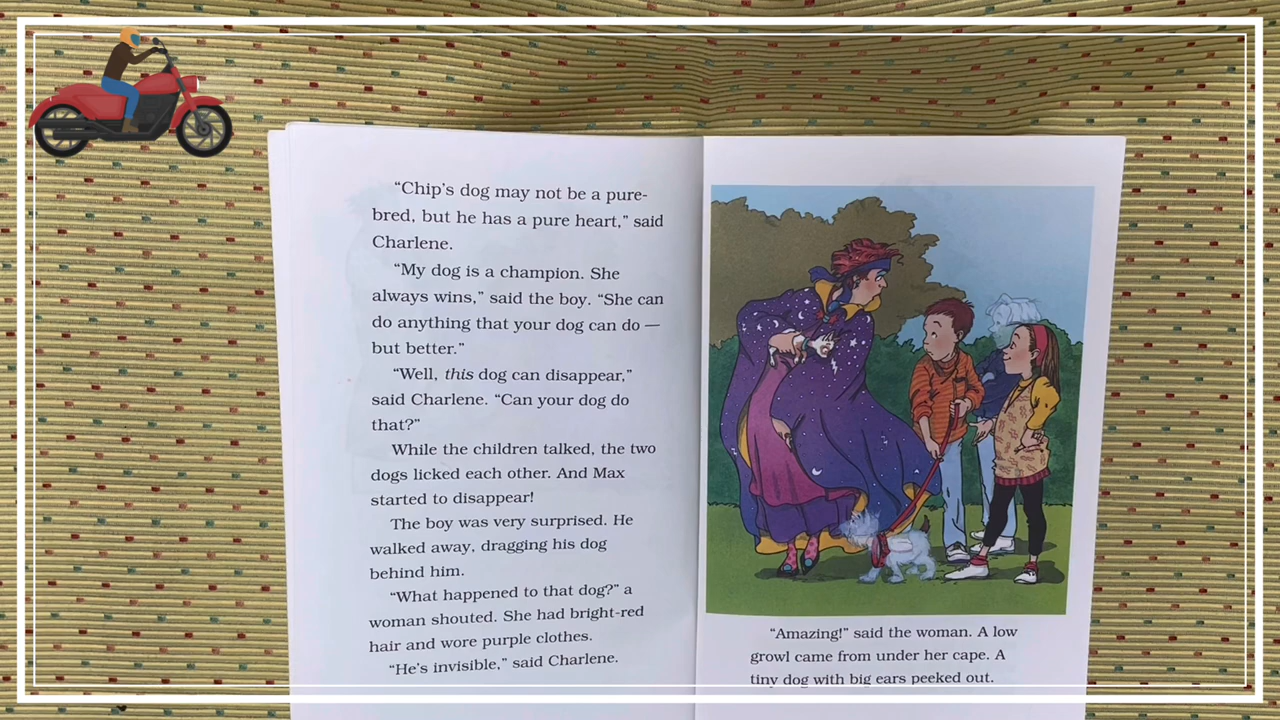 “Chip’s dog may not be a pure-
bred, but he has a pure heart,” said
Charlene.
“My dog is a champion. She
always wins,” said the boy. “She can
do anything that your dog can do —
but better.”
“Well, this dog can disappear,”
said Charlene. “Can your dog do
that?”
While the children talked, the two
dogs licked each other. And Max
started to disappear!
The boy was very surprised. He
walked away, dragging his dog
behind him.
“What happened to that dog?” a
woman shouted. She had bright-red
hair and wore purple clothes.
“He’s invisible,” said Charlene.
“Amazing!” said the woman. A low
growl came from under her cape. A
tiny dog with big ears peeked out.